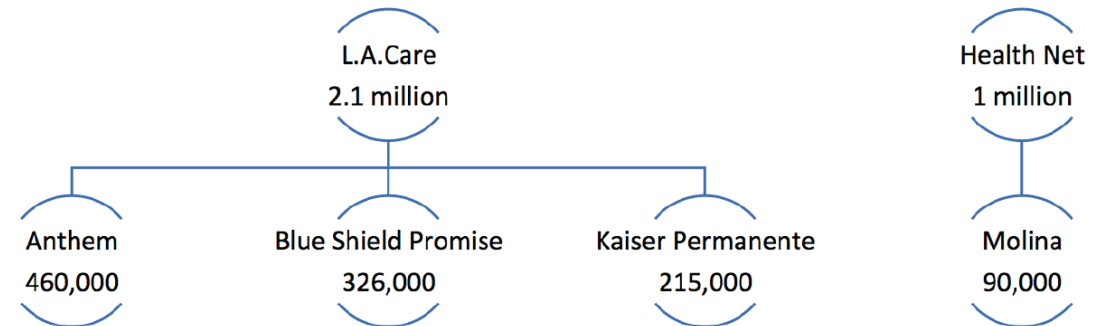 L.A.Care
2.1 million
Health Net
1 million
Anthem
460,000
Blue Shield Promise
326,000
Kaiser Permanente
215,000
Molina
90,000